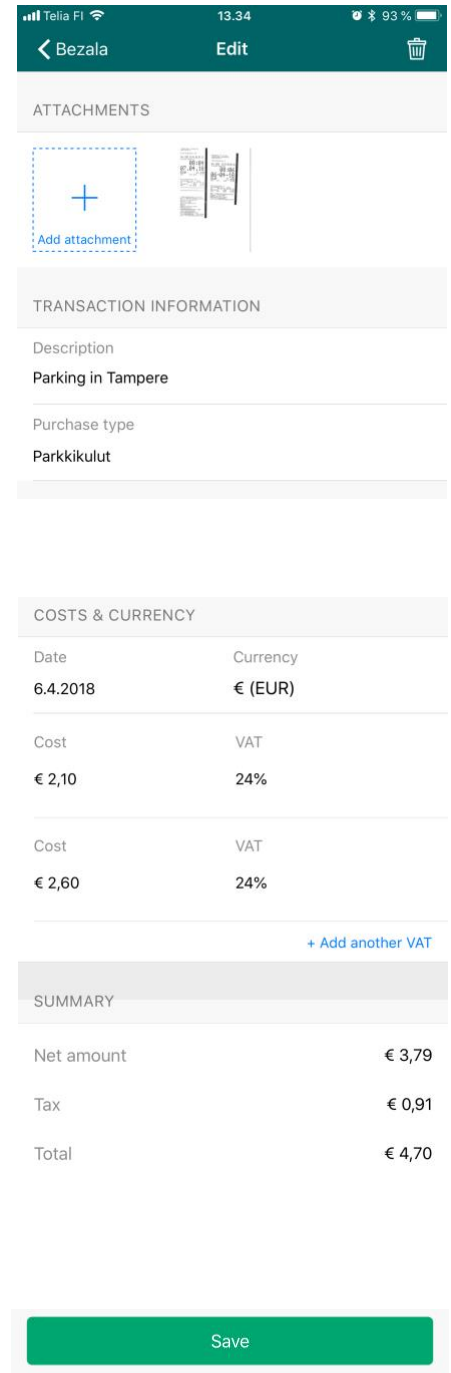 Telia FI 13.34 93 %
Bezala Edit
ATTACHMENTS
Add attachment
TRANSACTION INFORMATION
Description
Parking in Tampere
Purchase type
Parkkikulut
COSTS & CURRENCY
Date Currency
6.4.2018 € (EUR)
Cost VAT
€ 2,10 24%
Cost VAT
€ 2,60 24%
+ Add another VAT
SUMMARY
Net amount € 3,79
Tax € 0,91
Total € 4,70
Save